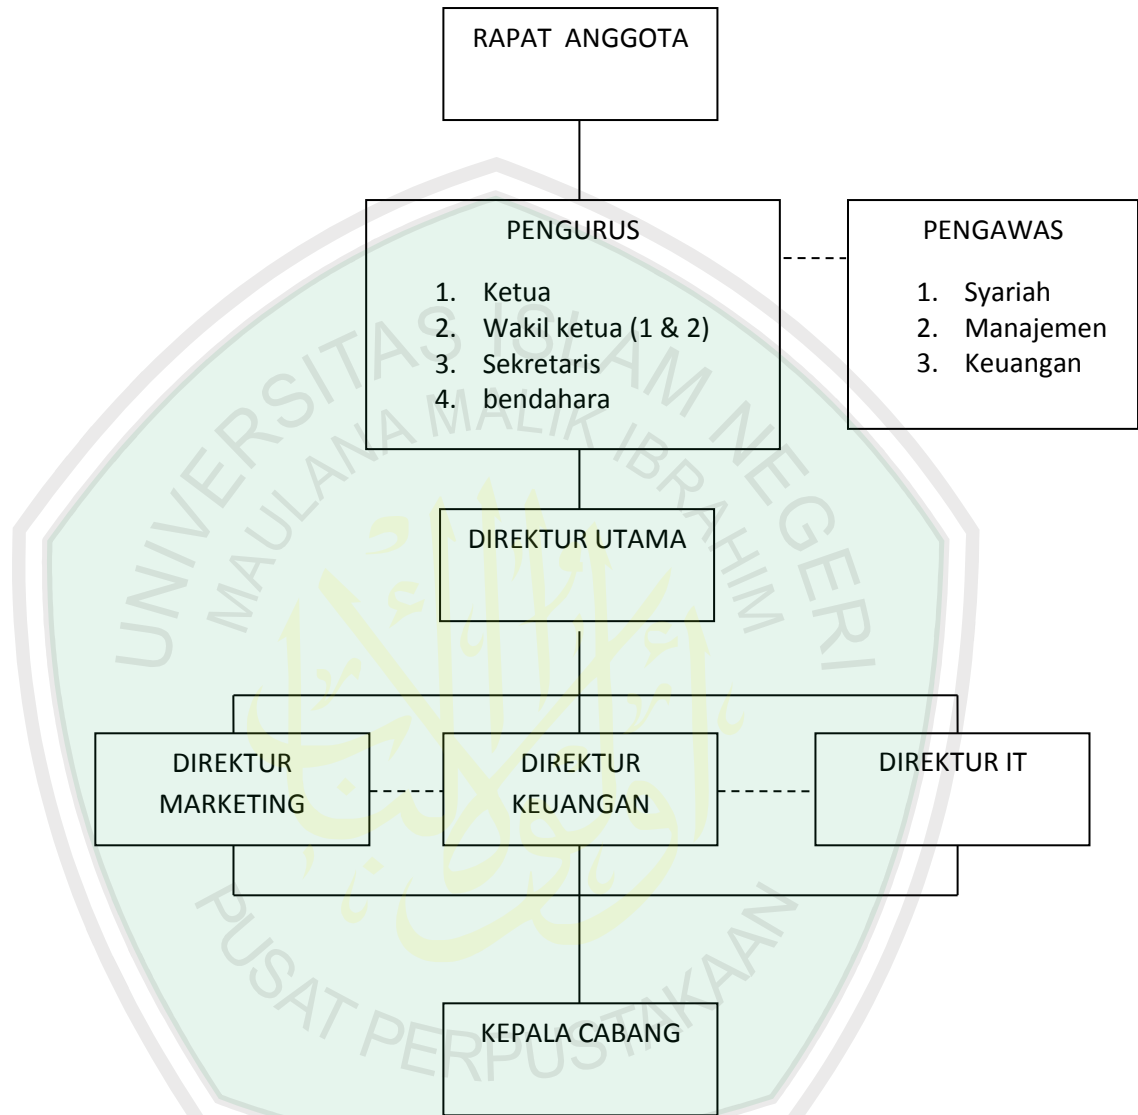 RAPAT ANGGOTA
PENGURUS
1. Ketua
2. Wakil ketua (1 & 2)
3. Sekretaris
4. bendahara
PENGAWAS
1. Syariah
2. Manajemen
3. Keuangan
DIREKTUR UTAMA
DIREKTUR
MARKETING
DIREKTUR
KEUANGAN
DIREKTUR IT
KEPALA CABANG
UNIVERSITAS ISLAM NEGERI
MAULANA MALIK IBRAHIM
PUSAT PERPUSTAKAAN